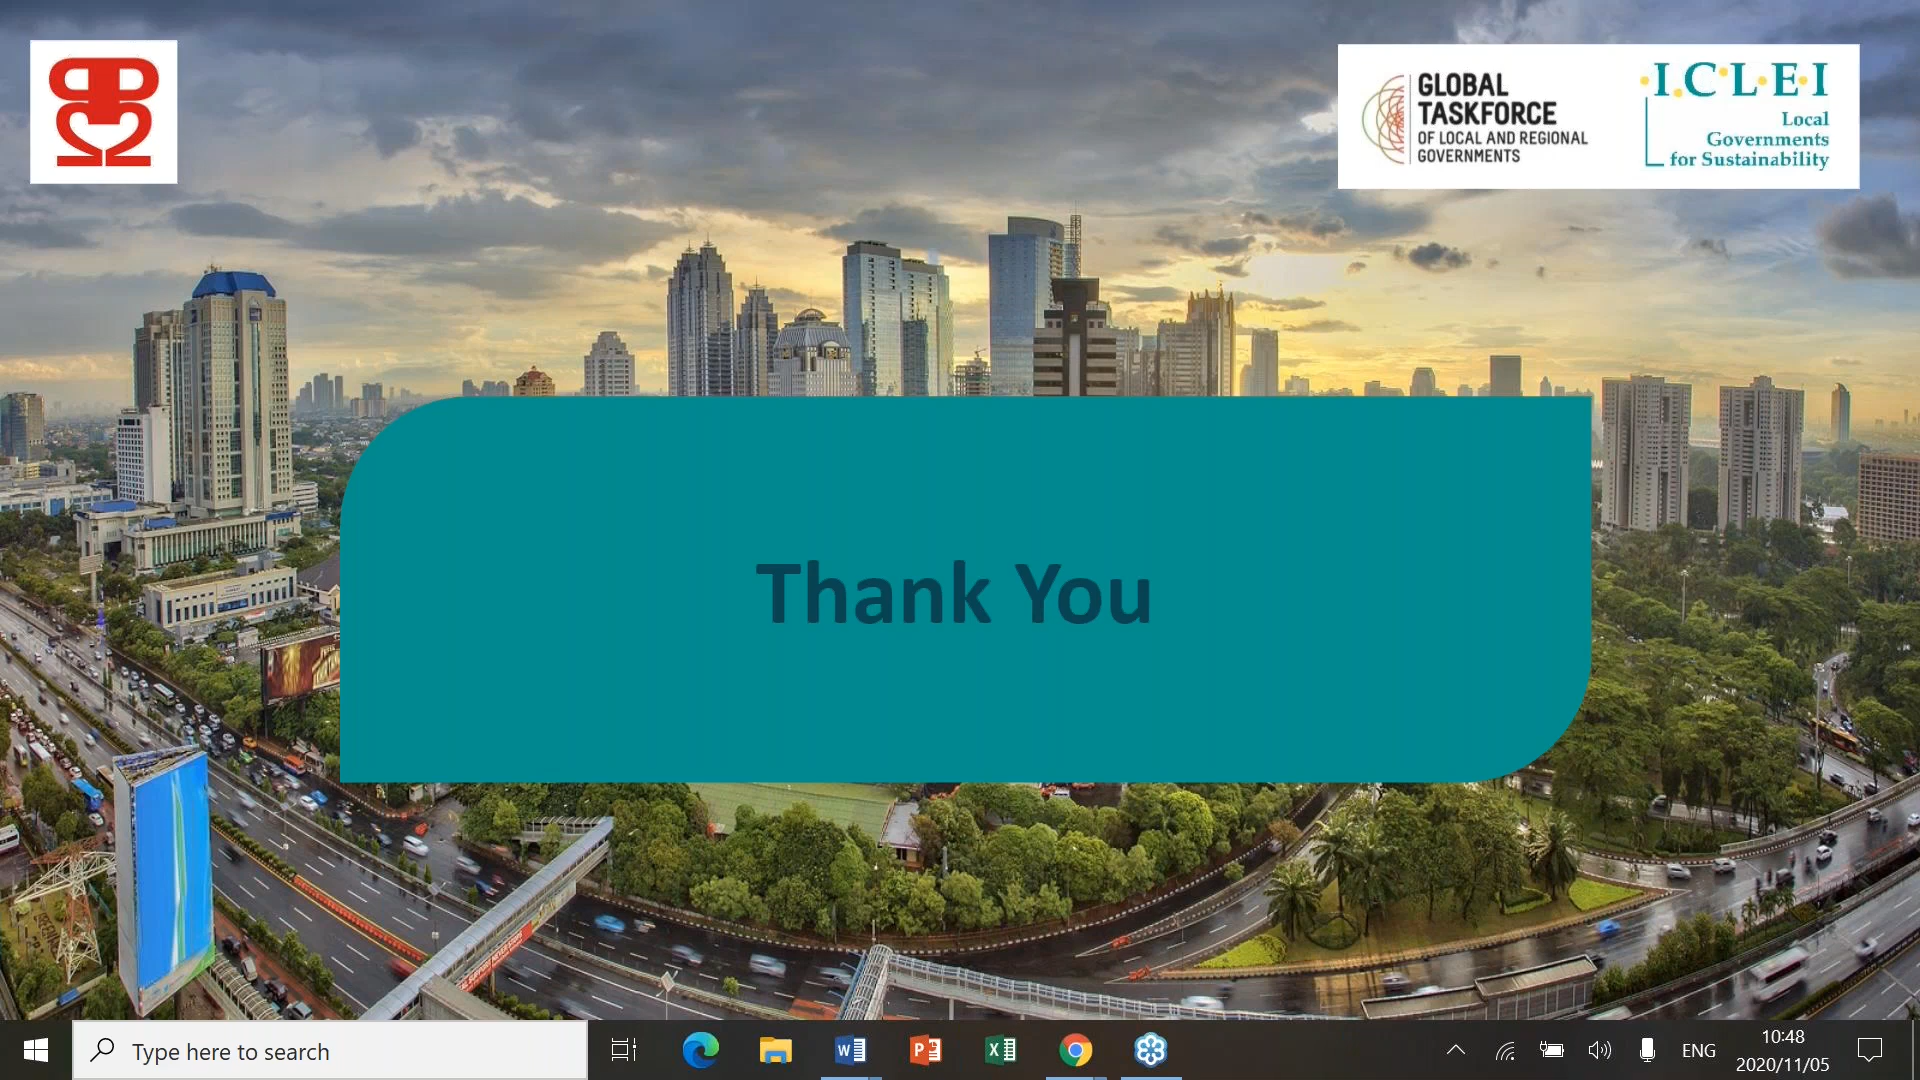 GLOBAL
TASKFORCE
OF LOCAL AND REGIONAL
GOVERNMENTS
I.C.L.E.I
Local
Governments
for Sustainability
Thank You
Type here to search
ENG
10:48
2020/11/05